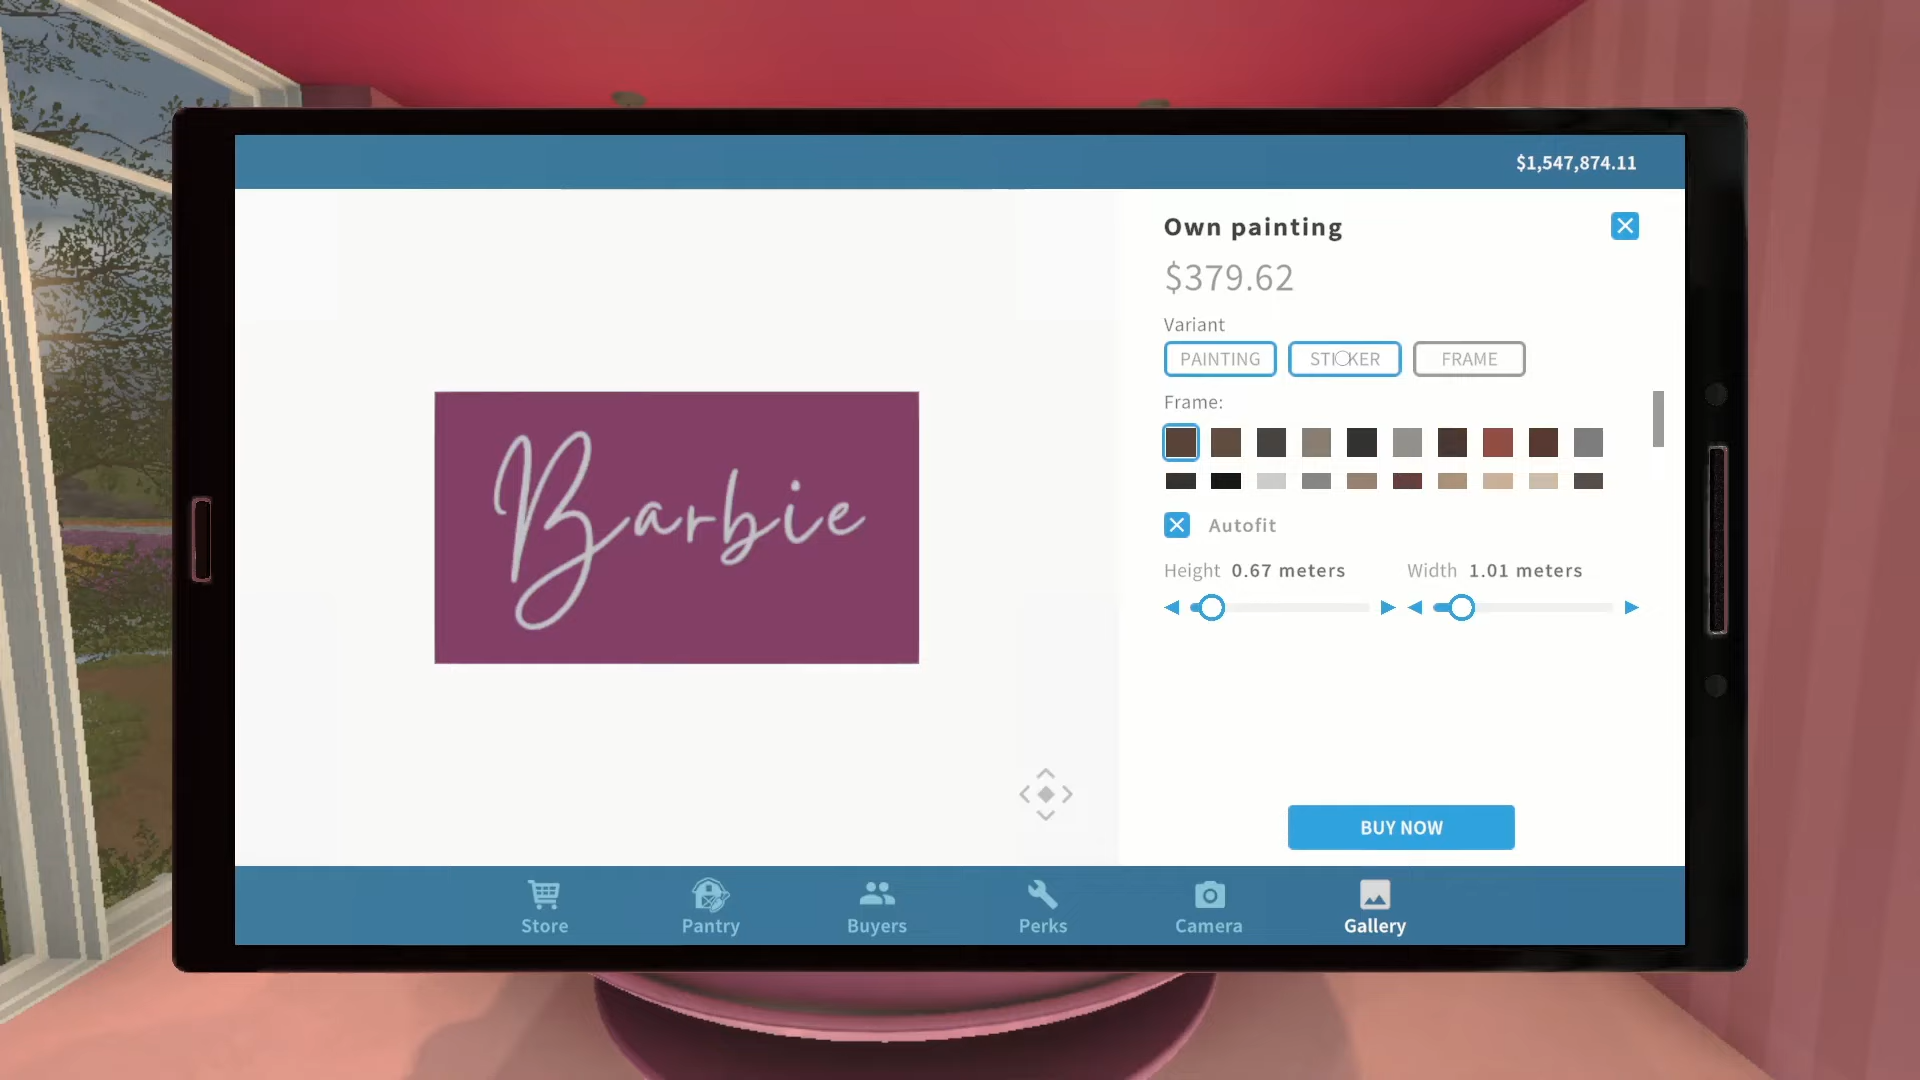 $1,547,874.11
Own painting
$379.62
Variant
PAINTING STICKER FRAME
Frame:
Autofit
Height 0.67 meters Width 1.01 meters
Barbie
BUY NOW
Store Pantry Buyers Perks Camera Gallery